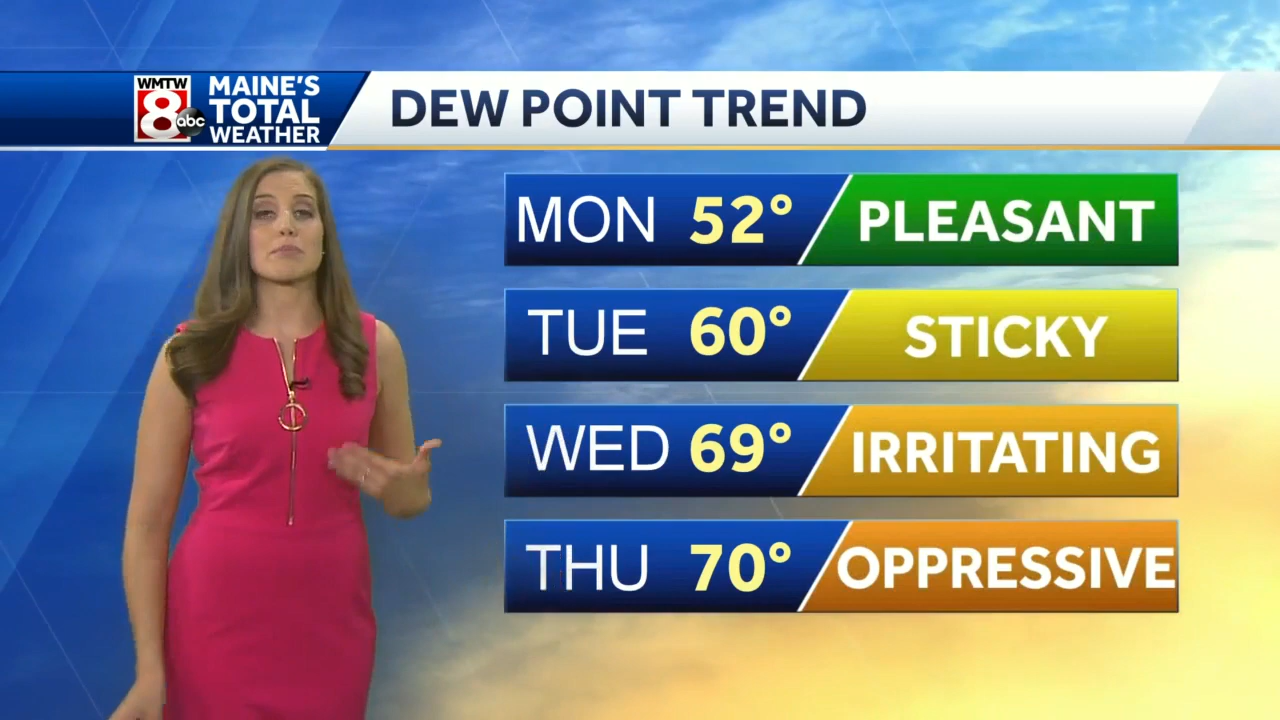 WMTW
8
abc
MAINE'S
TOTAL
WEATHER
DEW POINT TREND
MON 52° PLEASANT
TUE 60° STICKY
WED 69° IRRITATING
THU 70° OPPRESSIVE